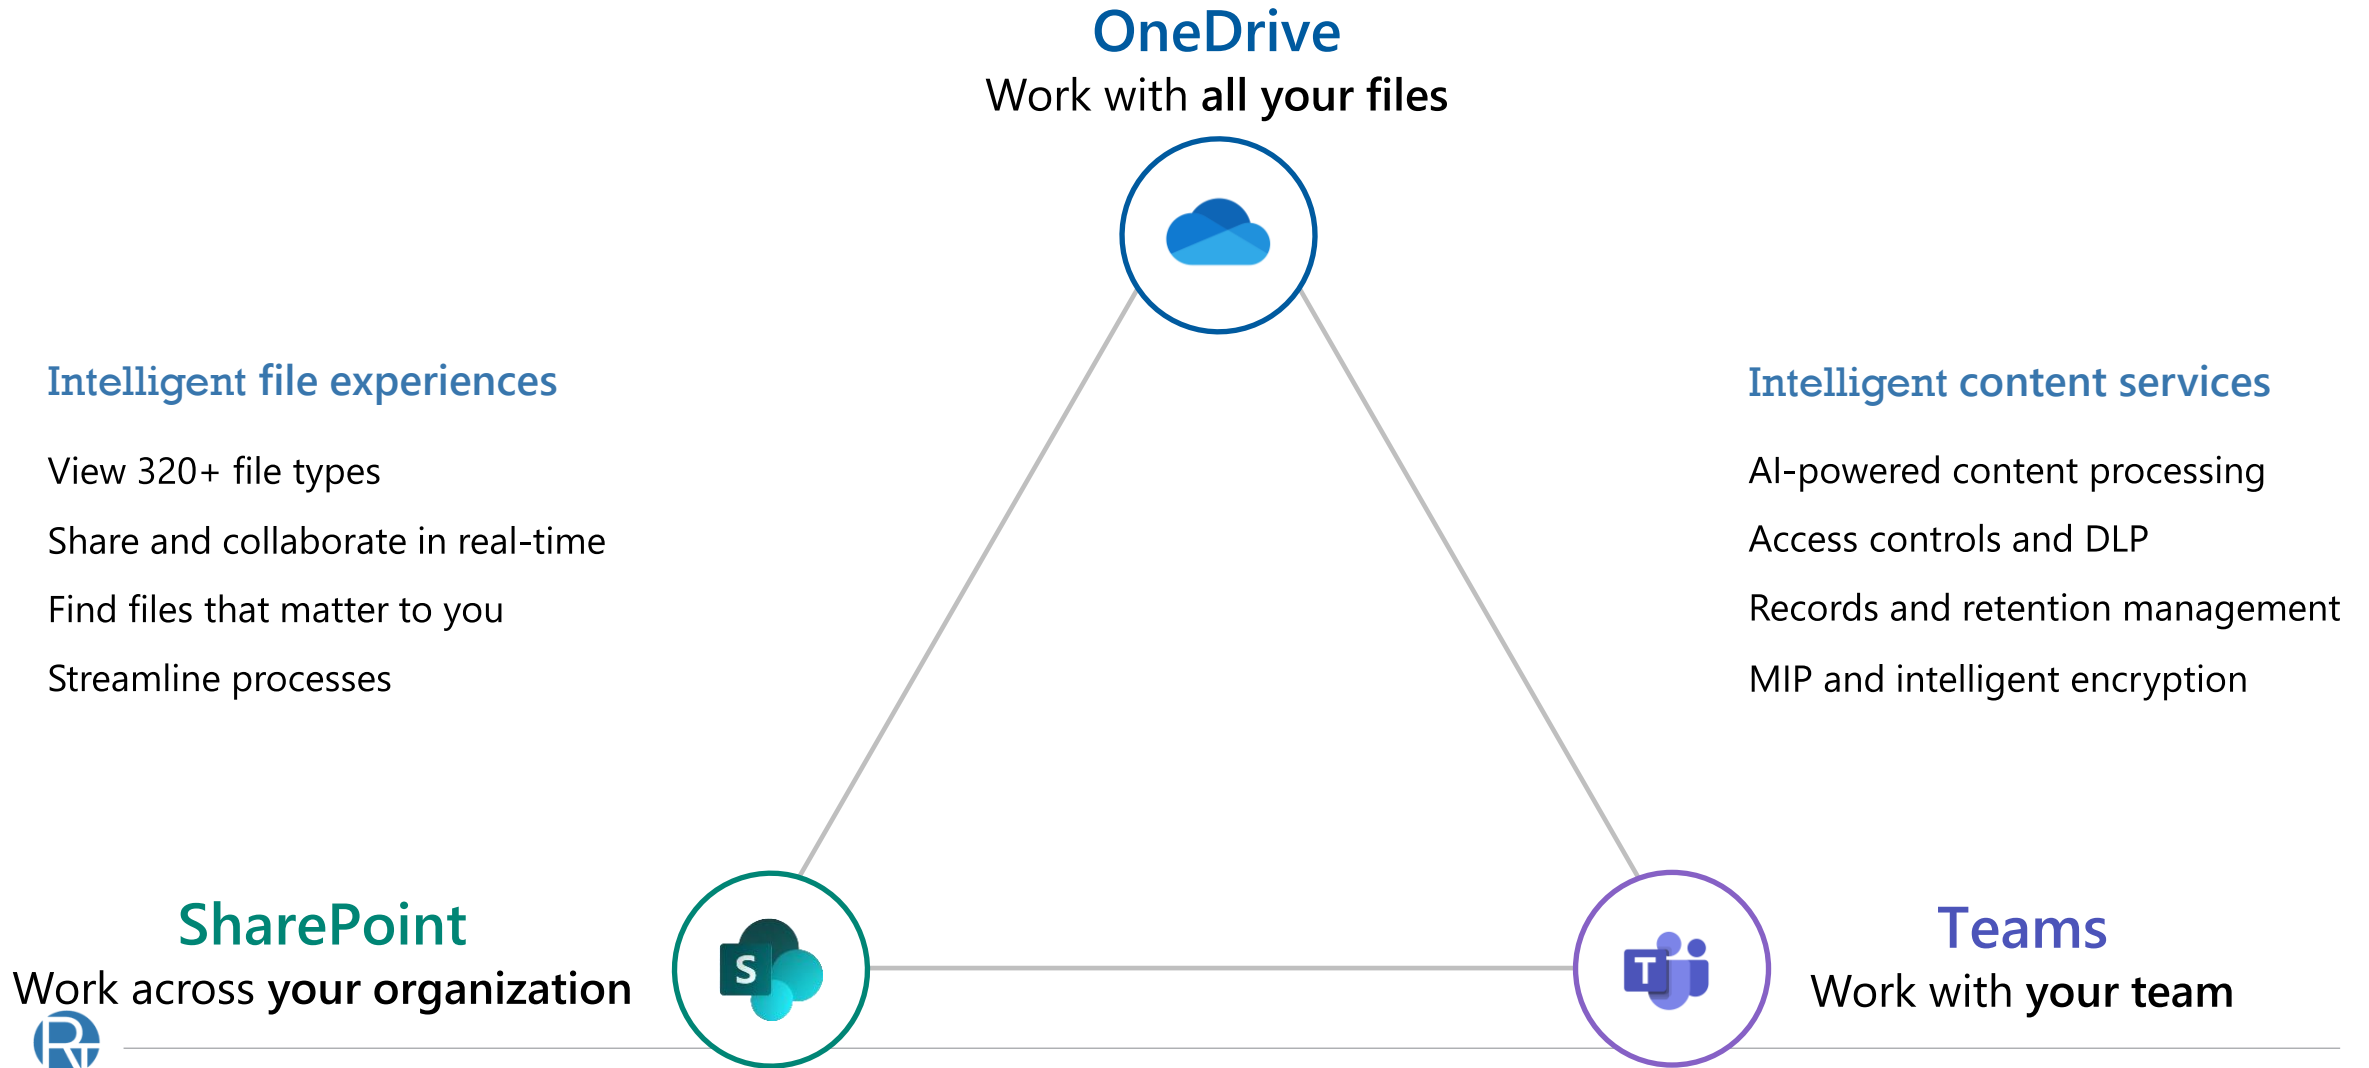 OneDrive
Work with all your files
Intelligent file experiences
View 320+ file types
Share and collaborate in real-time
Find files that matter to you
Streamline processes
Intelligent content services
AI-powered content processing
Access controls and DLP
Records and retention management
MIP and intelligent encryption
SharePoint
Work across your organization
S
T
Teams
Work with your team